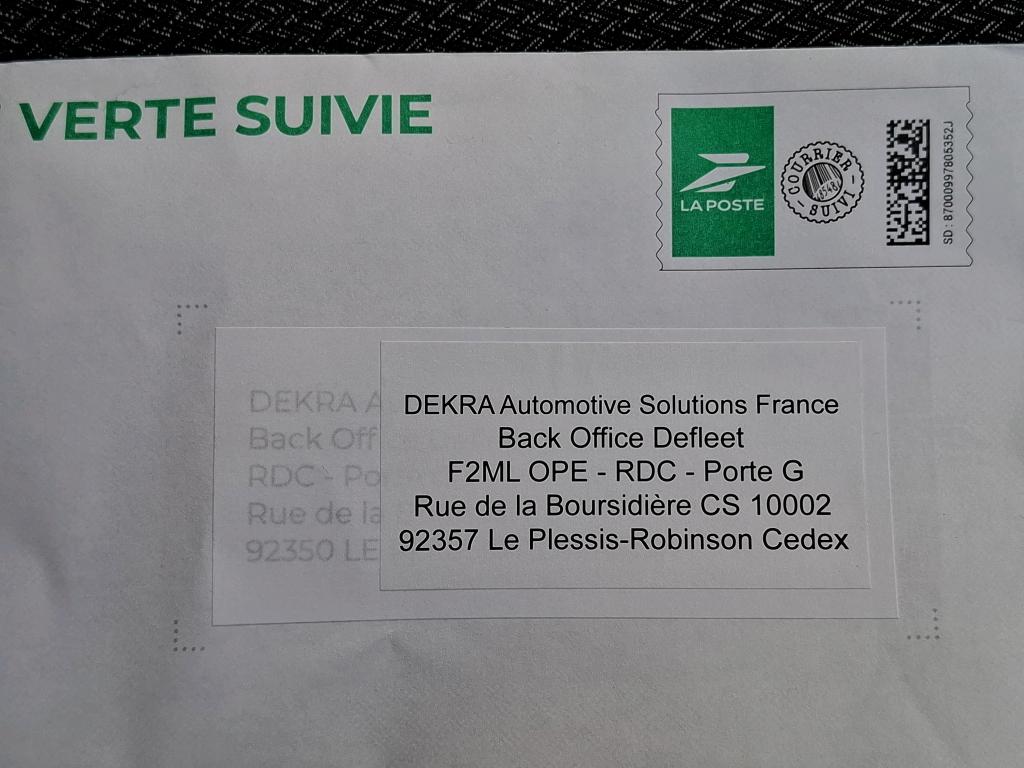 VERTE SUIVIE
LA POSTE
COURRIER
SUIVI
SD : 87000997805352J
DEKRA A
Back Off
RDC - Po
Rue de la
92350 LE
DEKRA Automotive Solutions France
Back Office Defleet
F2ML OPE - RDC - Porte G
Rue de la Boursidière CS 10002
92357 Le Plessis-Robinson Cedex